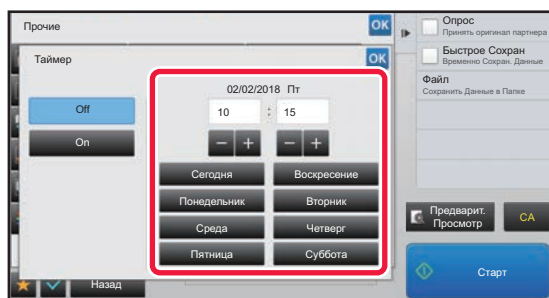 Прочие
OK
Таймер
OK
02/02/2018 Пт
Off
10 : 15
On
Сегодня Воскресение
Понедельник Вторник
Среда Четверг
Пятница Суббота
Назад
Опрос
Принять оригинал партнера
Быстрое Сохран
Временно Сохран. Данные
Файл
Сохранить Данные в Папке
Предварит.
Просмотр
CA
Старт